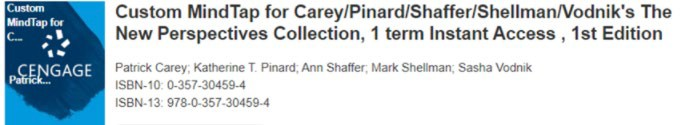 Custom
MindTap for
C...
CENGAGE
Patrick...
Custom MindTap for Carey/Pinard/Shaffer/Shellman/Vodnik's The
New Perspectives Collection, 1 term Instant Access , 1st Edition
Patrick Carey; Katherine T. Pinard; Ann Shaffer; Mark Shellman; Sasha Vodnik
ISBN-10: 0-357-30459-4
ISBN-13: 978-0-357-30459-4